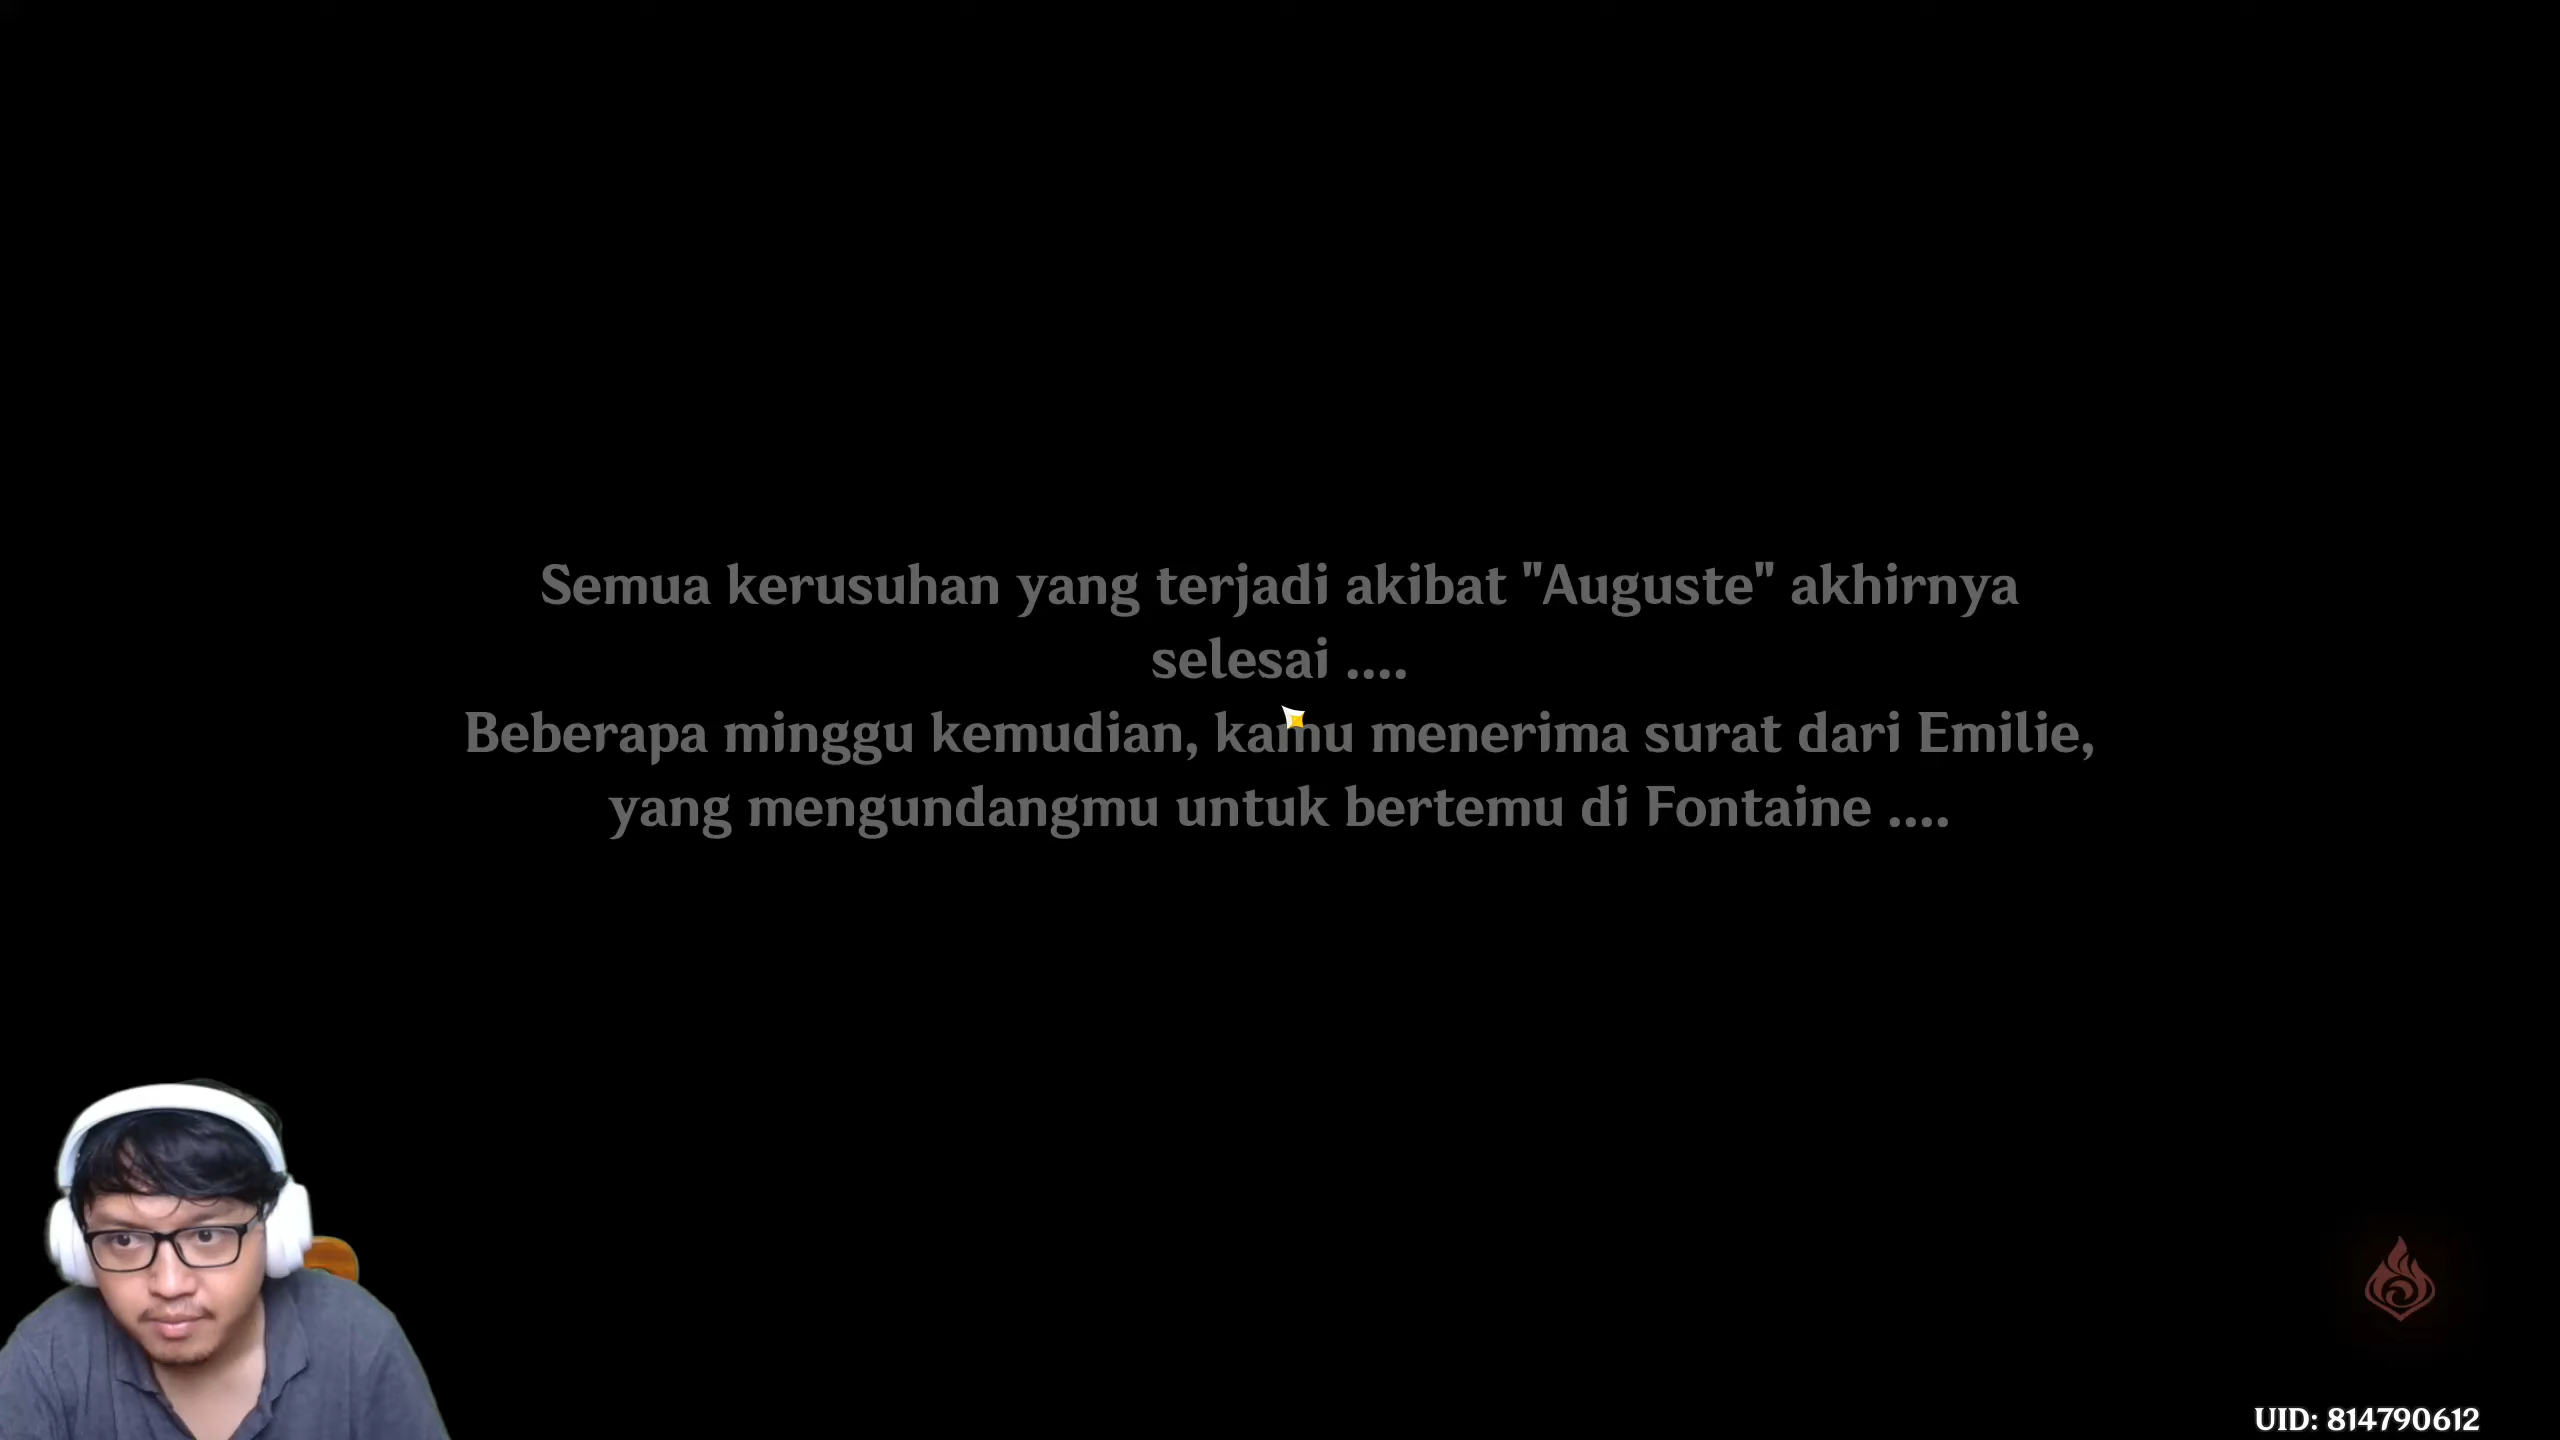 Semua kerusuhan yang terjadi akibat "Auguste" akhirnya
selesai ....
Beberapa minggu kemudian, kamu menerima surat dari Emilie,
yang mengundangmu untuk bertemu di Fontaine ....
UID: 814790612